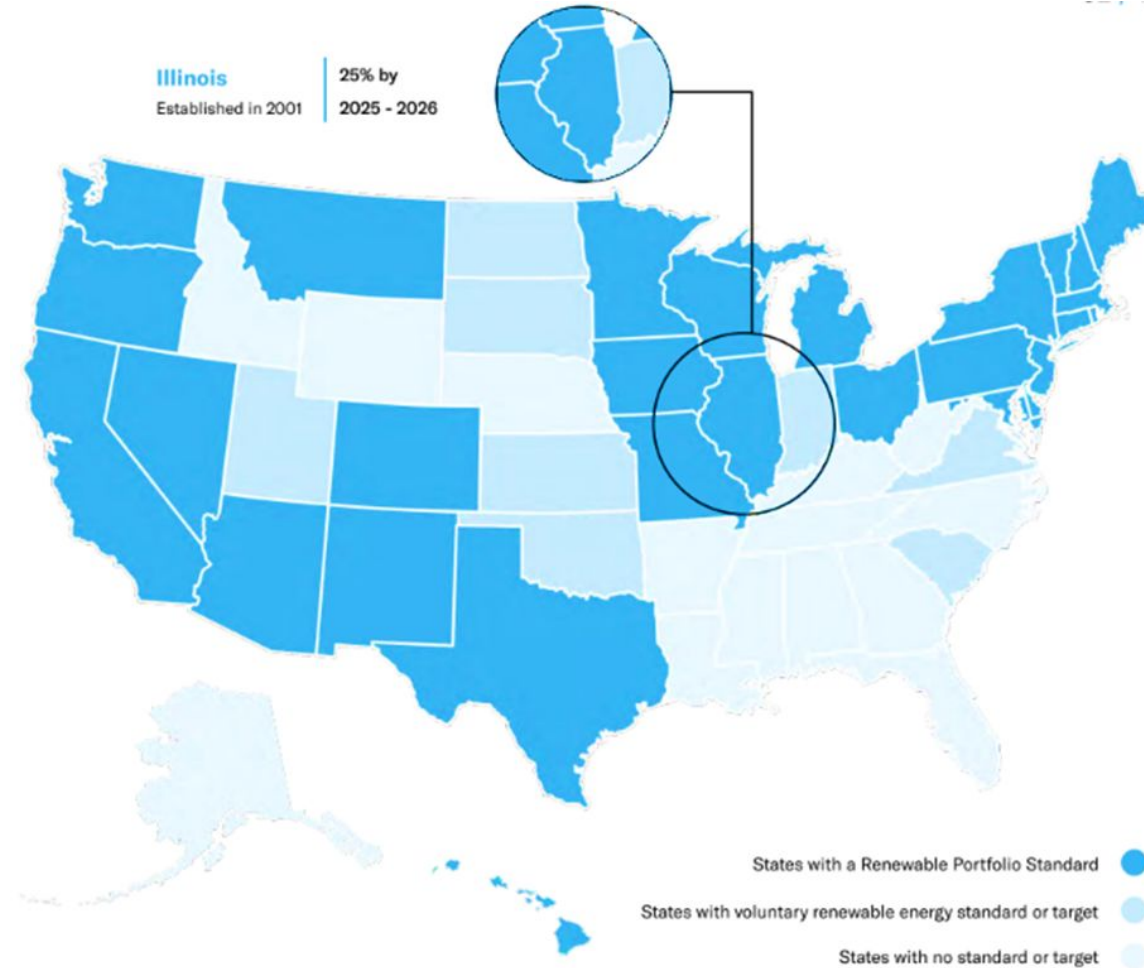 Illinois
Established in 2001
25% by
2025 - 2026
States with a Renewable Portfolio Standard
States with voluntary renewable energy standard or target
States with no standard or target